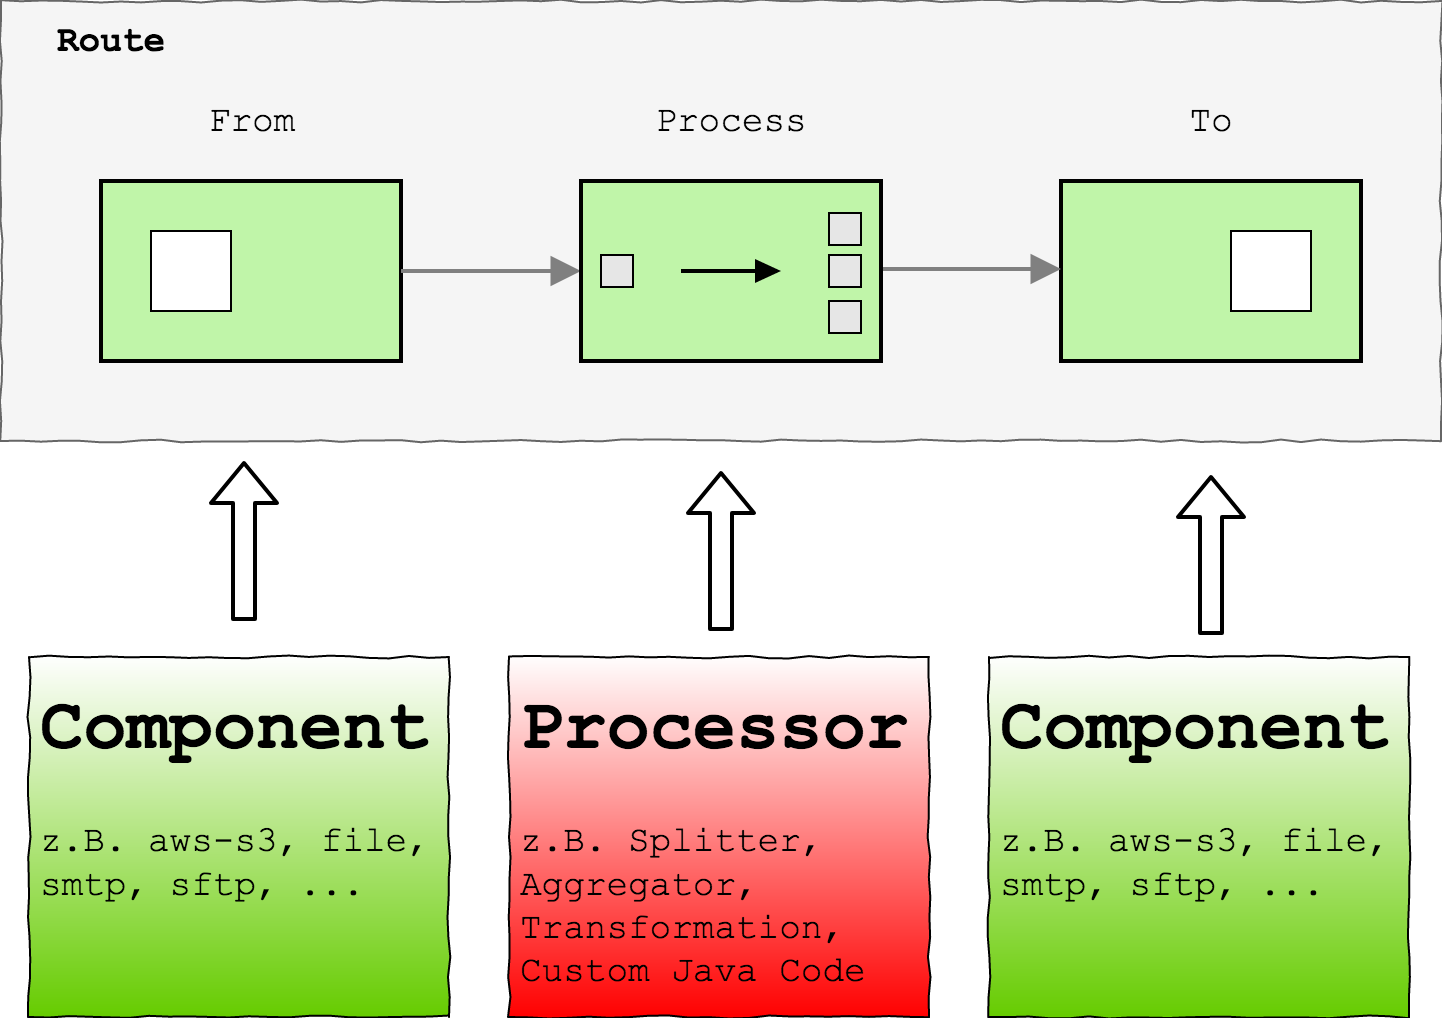 Route
From
Process
To
Component
z.B. aws-s3, file,
smtp, sftp, ...
Processor
z.B. Splitter,
Aggregator,
Transformation,
Custom Java Code
Component
z.B. aws-s3, file,
smtp, sftp, ...